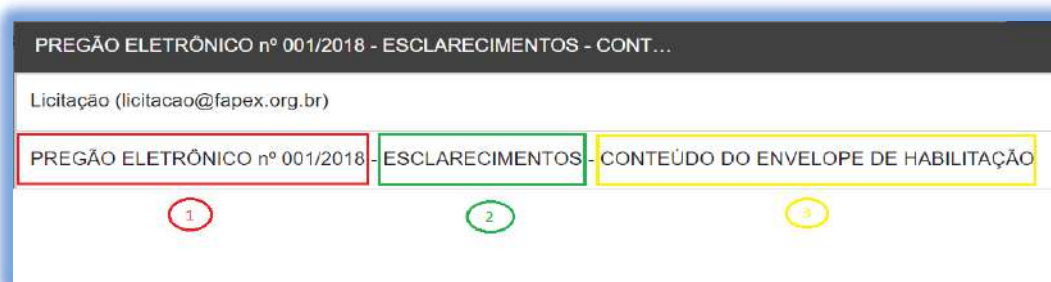 PREGÃO ELETRÔNICO nº 001/2018 - ESCLARECIMENTOS - CONT...
Licitação (licitacao@fapex.org.br)
PREGÃO ELETRÔNICO nº 001/2018 - ESCLARECIMENTOS - CONTEÚDO DO ENVELOPE DE HABILITAÇÃO
1 2 3